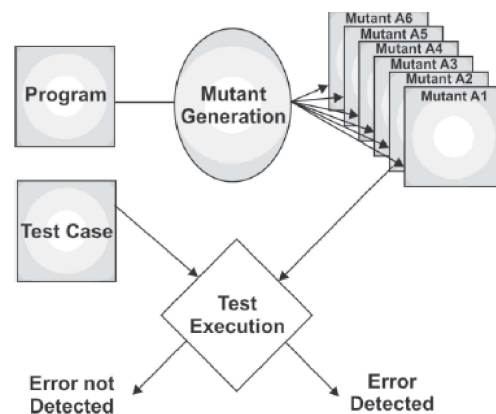 Mutant A6
Mutant A5
Mutant A4
Mutant A3
Mutant A2
Mutant A1
Program
Mutant
Generation
Test Case
Test
Execution
Error not
Detected
Error
Detected